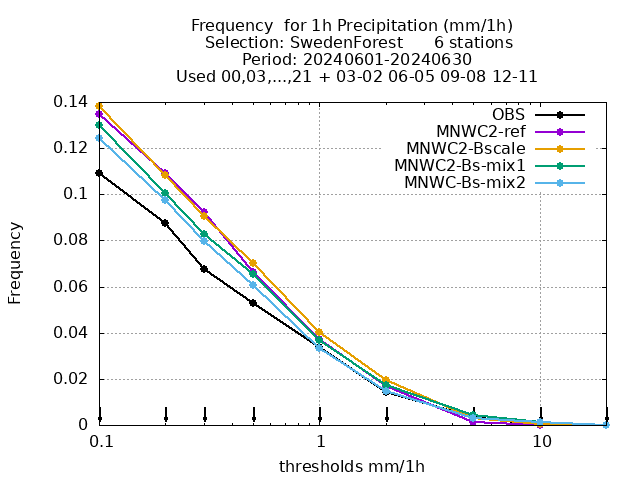 Frequency  for 1h Precipitation (mm/1h)
Selection: SwedenForest      6 stations
Period: 20240601-20240630
Used 00,03,...,21 + 03-02 06-05 09-08 12-11
OBS
MNWC2-ref
MNWC2-Bscale
MNWC2-Bs-mix1
MNWC-Bs-mix2
0.14
0.12
0.1
0.08
0.06
0.04
0.02
0
Frequency
0.1 1 10
thresholds mm/1h